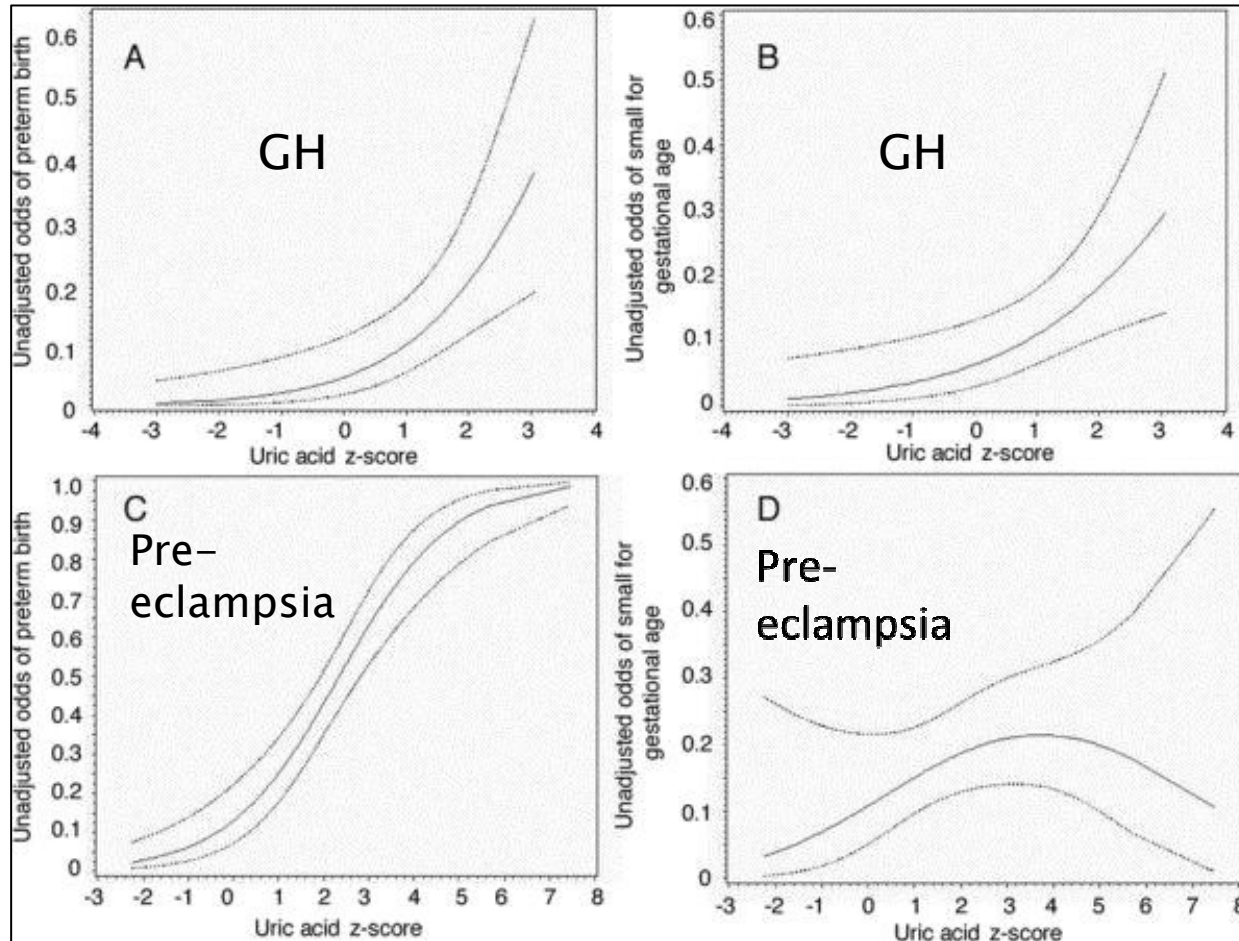 A
GH
Unadjusted odds of preterm birth
0.6
0.5
0.4
0.3
0.2
0.1
0
-4 -3 -2 -1 0 1 2 3 4
Uric acid z-score
B
GH
Unadjusted odds of small for
gestational age
0.6
0.5
0.4
0.3
0.2
0.1
0
-4 -3 -2 -1 0 1 2 3 4
Uric acid z-score
C
Pre-
eclampsia
Unadjusted odds of preterm birth
1.0
0.9
0.8
0.7
0.6
0.5
0.4
0.3
0.2
0.1
0
-3 -2 -1 0 1 2 3 4 5 6 7 8
Uric acid z-score
D
Pre-
eclampsia
Unadjusted odds of small for
gestational age
0.6
0.5
0.4
0.3
0.2
0.1
0
-3 -2 -1 0 1 2 3 4 5 6 7 8
Uric acid z-score